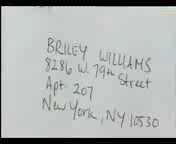 BRILEY WILLIAMS
8286 W. 79th Street
Apt. 207
New York, NY 10530